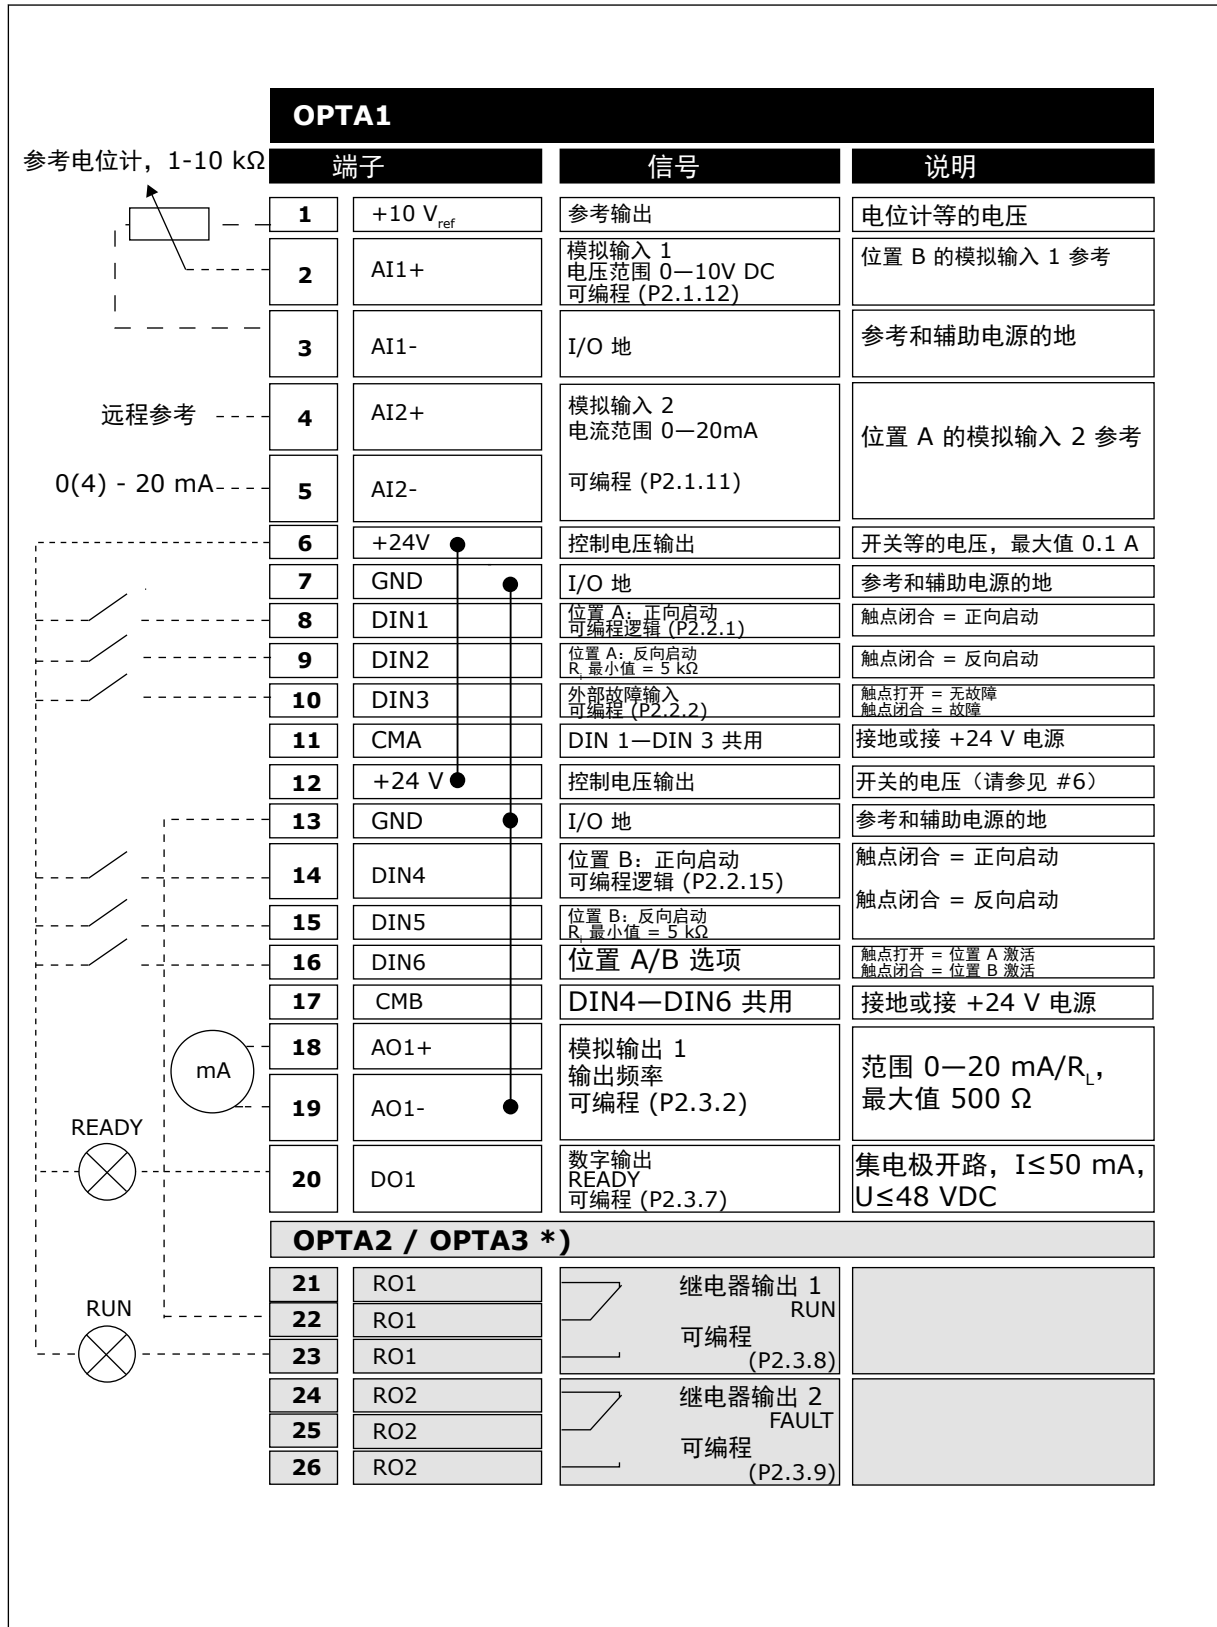 OPTA1
参考电位计，1-10 kΩ
端子 信号 说明
1 +10 Vref 参考输出 电位计等的电压
2 AI1+ 模拟输入 1
电压范围 0—10V DC
可编程 (P2.1.12)
位置 B 的模拟输入 1 参考
3 AI1- I/O 地 参考和辅助电源的地
远程参考 4 AI2+ 模拟输入 2
电流范围 0—20mA
位置 A 的模拟输入 2 参考
0(4) - 20 mA 5 AI2- 可编程 (P2.1.11)
6 +24V 控制电压输出 开关等的电压，最大值 0.1 A
7 GND I/O 地 参考和辅助电源的地
8 DIN1 位置 A：正向启动
可编程逻辑 (P2.2.1)
触点闭合 = 正向启动
9 DIN2 位置 A：反向启动
Ri 最小值 = 5 kΩ
触点闭合 = 反向启动
10 DIN3 外部故障输入
可编程 (P2.2.2)
触点打开 = 无故障
触点闭合 = 故障
11 CMA DIN 1—DIN 3 共用 接地或接 +24 V 电源
12 +24 V 控制电压输出 开关的电压（请参见 #6）
13 GND I/O 地 参考和辅助电源的地
14 DIN4 位置 B：正向启动
可编程逻辑 (P2.2.15)
触点闭合 = 正向启动
触点闭合 = 反向启动
15 DIN5 位置 B：反向启动
Ri 最小值 = 5 kΩ
16 DIN6 位置 A/B 选项 触点打开 = 位置 A 激活
触点闭合 = 位置 B 激活
17 CMB DIN4—DIN6 共用 接地或接 +24 V 电源
18 AO1+ 模拟输出 1
输出频率
可编程 (P2.3.2)
范围 0—20 mA/RL，
最大值 500 Ω
mA
19 AO1-
READY
20 DO1 数字输出
READY
可编程 (P2.3.7)
集电极开路，I≤50 mA，
U≤48 VDC
OPTA2 / OPTA3 *)
21 RO1 继电器输出 1
RUN
RUN
22 RO1 可编程
23 RO1 (P2.3.8)
24 RO2 继电器输出 2
FAULT
25 RO2 可编程
26 RO2 (P2.3.9)